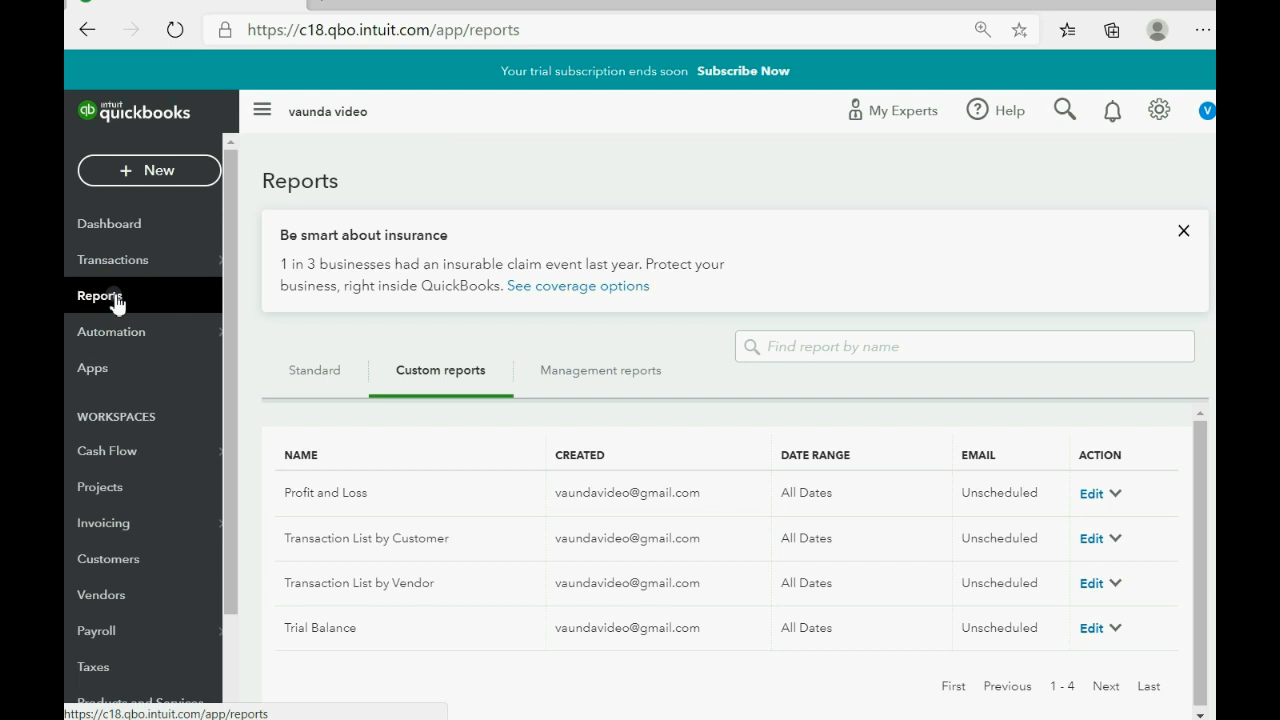 https://c18.qbo.intuit.com/app/reports
Your trial subscription ends soon Subscribe Now
qb intuit quickbooks
vaunda video
My Experts
Help
V
+ New
Dashboard
Transactions
Reports
Automation
Apps
WORKSPACES
Cash Flow
Projects
Invoicing
Customers
Vendors
Payroll
Taxes
Products and Services
https://c18.qbo.intuit.com/app/reports
Reports
Be smart about insurance
1 in 3 businesses had an insurable claim event last year. Protect your
business, right inside QuickBooks. See coverage options
Find report by name
Standard Custom reports Management reports
NAME CREATED DATE RANGE EMAIL ACTION
Profit and Loss vaundavideo@gmail.com All Dates Unscheduled Edit
Transaction List by Customer vaundavideo@gmail.com All Dates Unscheduled Edit
Transaction List by Vendor vaundavideo@gmail.com All Dates Unscheduled Edit
Trial Balance vaundavideo@gmail.com All Dates Unscheduled Edit
First Previous 1 - 4 Next Last